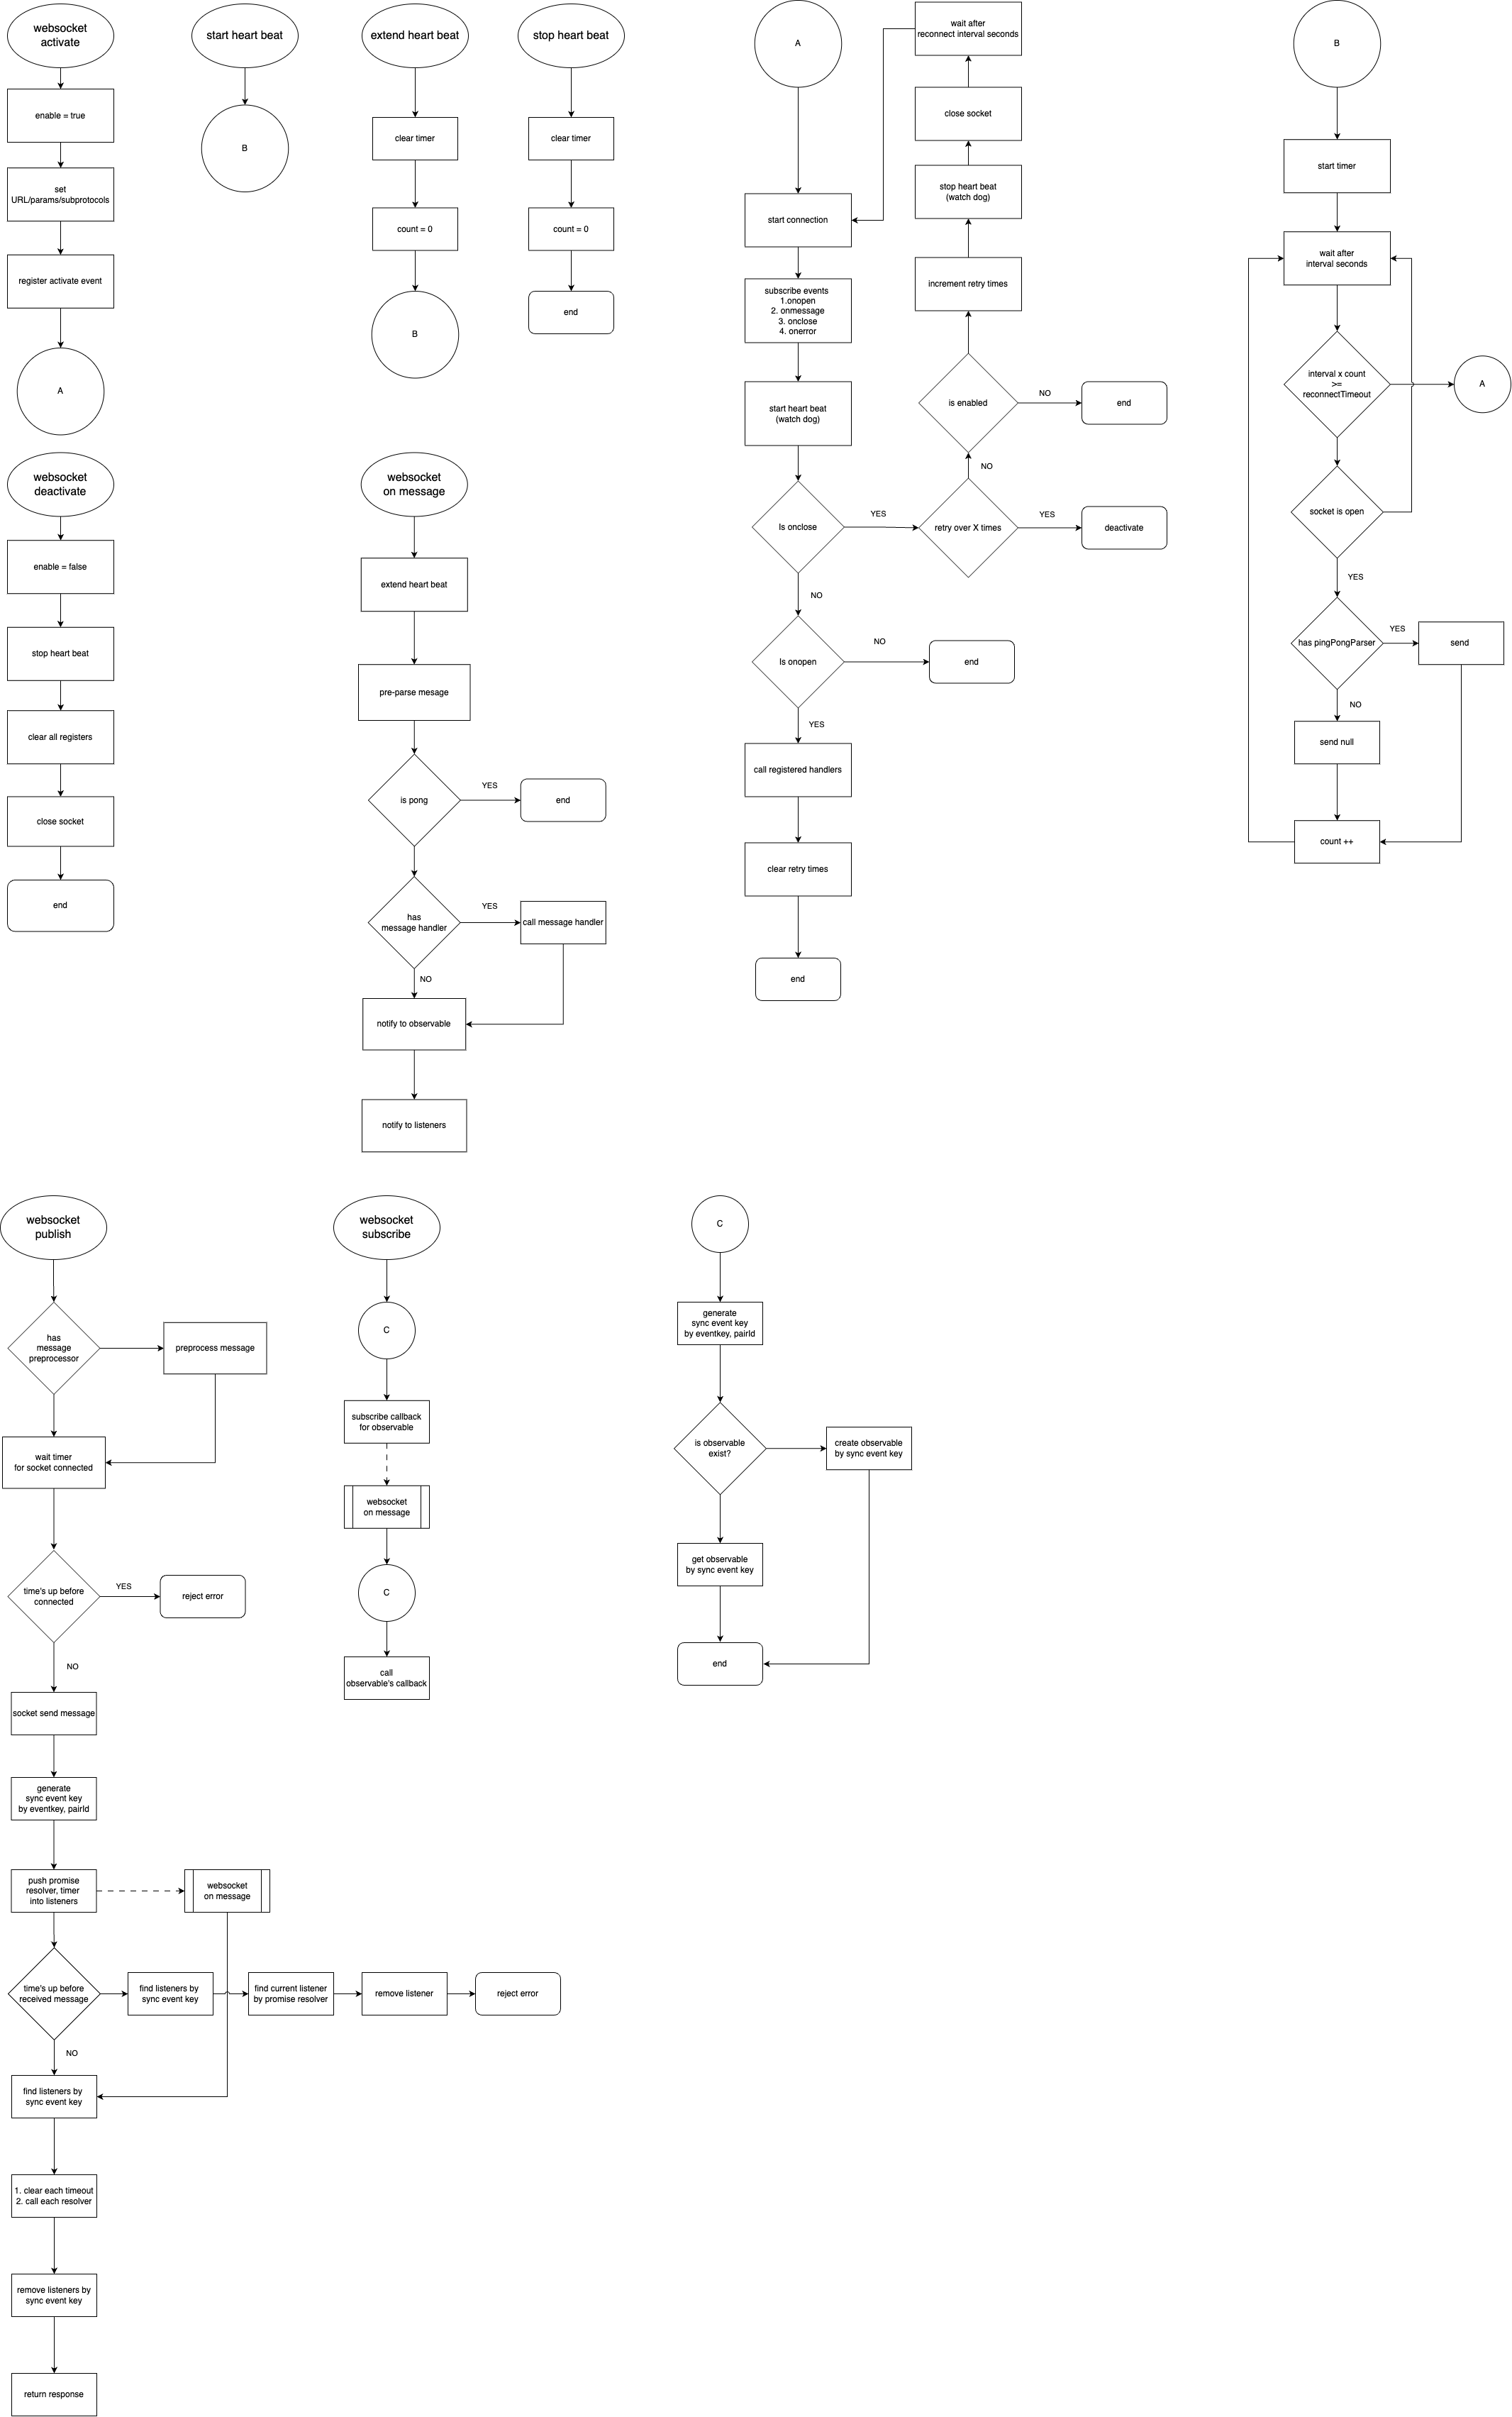 websocket
activate
enable = true
set
URL/params/subprotocols
register activate event
A
start heart beat
B
extend heart beat
clear timer
count = 0
B
stop heart beat
clear timer
count = 0
end
A
start connection
subscribe events
1.onopen
2. onmessage
3. onclose
4. onerror
start heart beat
(watch dog)
Is onclose
YES
NO
Is onopen
NO
end
YES
call registered handlers
clear retry times
end
wait after
reconnect interval seconds
close socket
stop heart beat
(watch dog)
increment retry times
is enabled
NO
end
NO
retry over X times
YES
deactivate
B
start timer
wait after
interval seconds
interval x count
>=
reconnectTimeout
A
socket is open
YES
has pingPongParser
YES
send
NO
send null
count ++
websocket
deactivate
enable = false
stop heart beat
clear all registers
close socket
end
websocket
on message
extend heart beat
pre-parse mesage
is pong
YES
end
has
message handler
YES
call message handler
NO
notify to observable
notify to listeners
websocket
publish
has
message
preprocessor
preprocess message
wait timer
for socket connected
time's up before
connected
YES
reject error
NO
socket send message
generate
sync event key
by eventkey, pairId
push promise
resolver, timer
into listeners
websocket
on message
time's up before
received message
find listeners by
sync event key
find current listener
by promise resolver
remove listener
reject error
NO
find listeners by
sync event key
1. clear each timeout
2. call each resolver
remove listeners by
sync event key
return response
websocket
subscribe
C
subscribe callback
for observable
websocket
on message
C
call
observable's callback
C
generate
sync event key
by eventkey, pairId
is observable
exist?
create observable
by sync event key
get observable
by sync event key
end